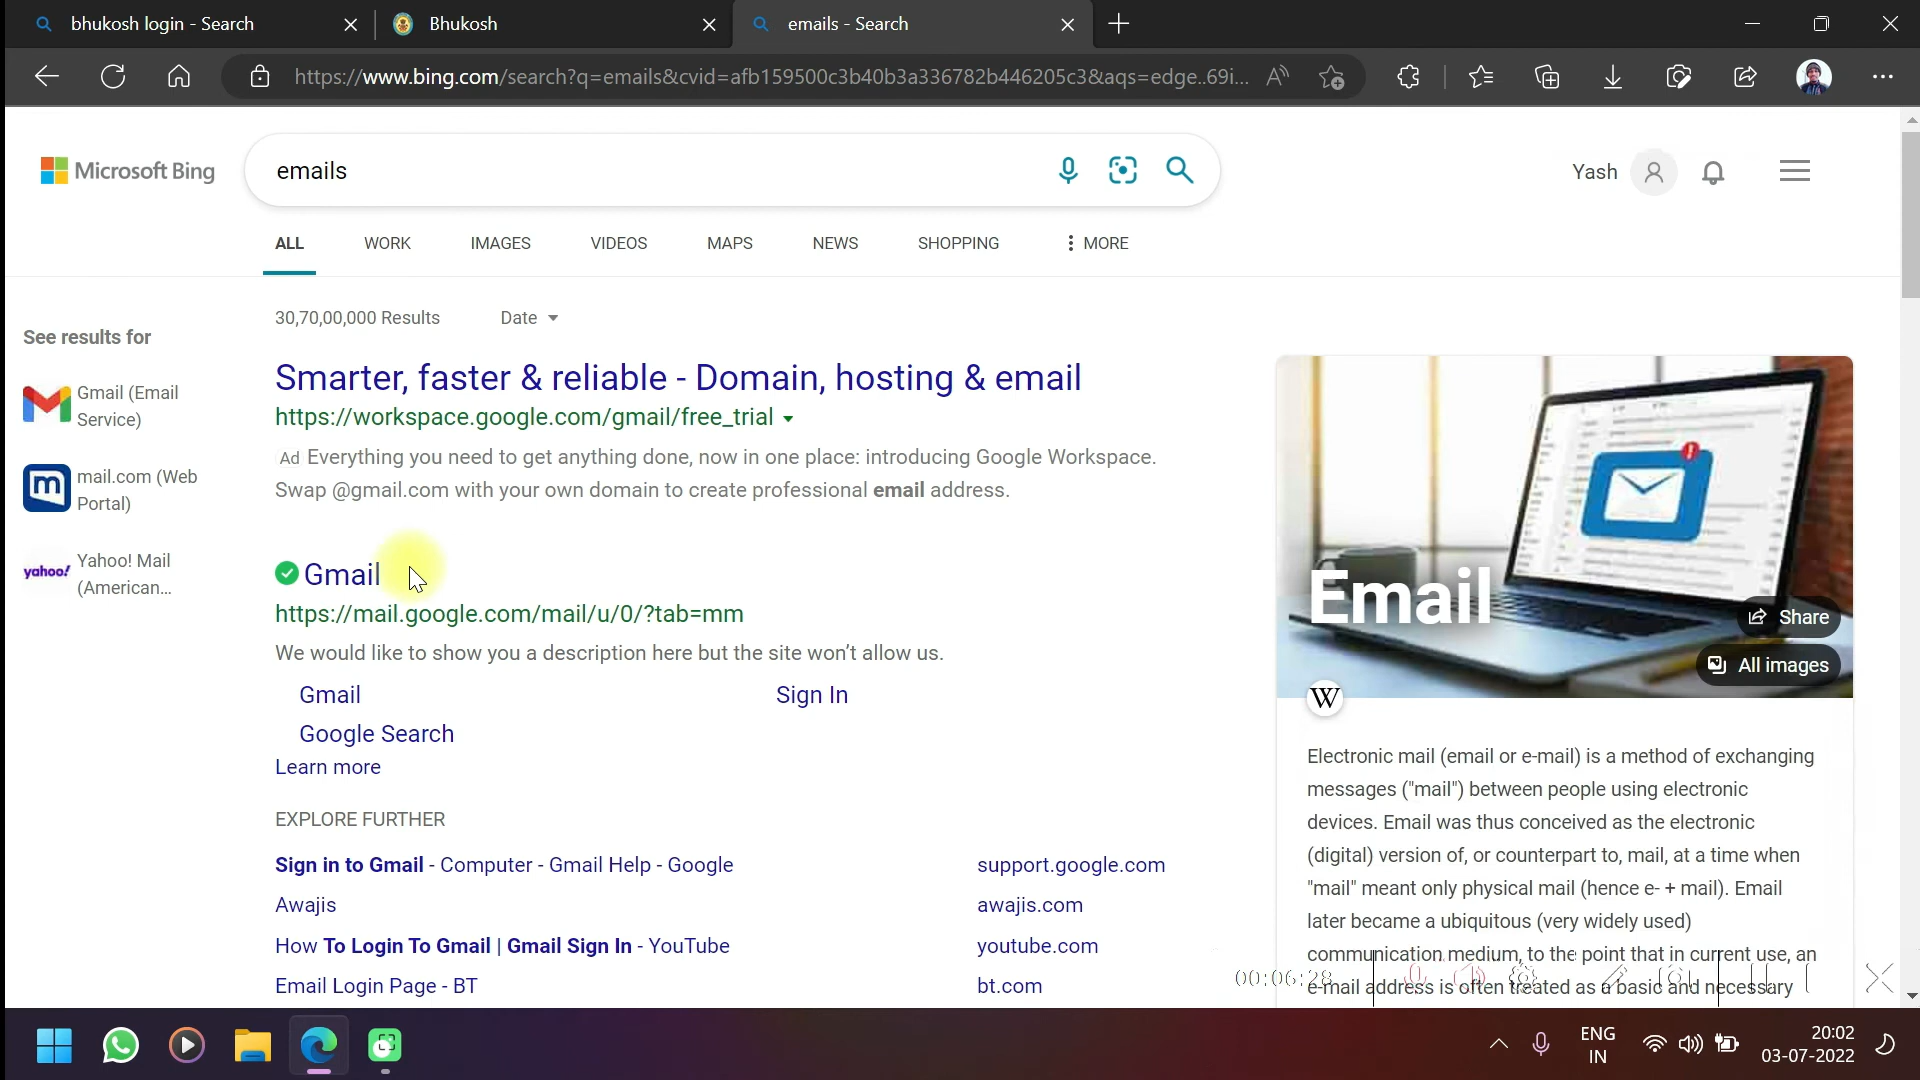 bhukosh login - Search
Bhukosh
emails - Search
https://www.bing.com/search?q=emails&cvid=afb159500c3b40b3a336782b446205c3&aqs=edge..69i...
Microsoft Bing
emails
Yash
ALL
WORK
IMAGES
VIDEOS
MAPS
NEWS
SHOPPING
MORE
30,70,00,000 Results
Date
See results for
Gmail (Email
Service)
mail.com (Web
Portal)
yahoo!
Yahoo! Mail
(American...
Smarter, faster & reliable - Domain, hosting & email
https://workspace.google.com/gmail/free_trial
Ad Everything you need to get anything done, now in one place: introducing Google Workspace.
Swap @gmail.com with your own domain to create professional email address.
Gmail
https://mail.google.com/mail/u/0/?tab=mm
We would like to show you a description here but the site won't allow us.
Gmail
Sign In
Google Search
Learn more
EXPLORE FURTHER
Sign in to Gmail - Computer - Gmail Help - Google
support.google.com
Awajis
awajis.com
How To Login To Gmail | Gmail Sign In - YouTube
youtube.com
Email Login Page - BT
bt.com
Email
Share
All images
W
Electronic mail (email or e-mail) is a method of exchanging
messages ("mail") between people using electronic
devices. Email was thus conceived as the electronic
(digital) version of, or counterpart to, mail, at a time when
"mail" meant only physical mail (hence e- + mail). Email
later became a ubiquitous (very widely used)
communication medium, to the point that in current use, an
e-mail address is often treated as a basic and necessary
00:06:28
ENG
IN
20:02
03-07-2022